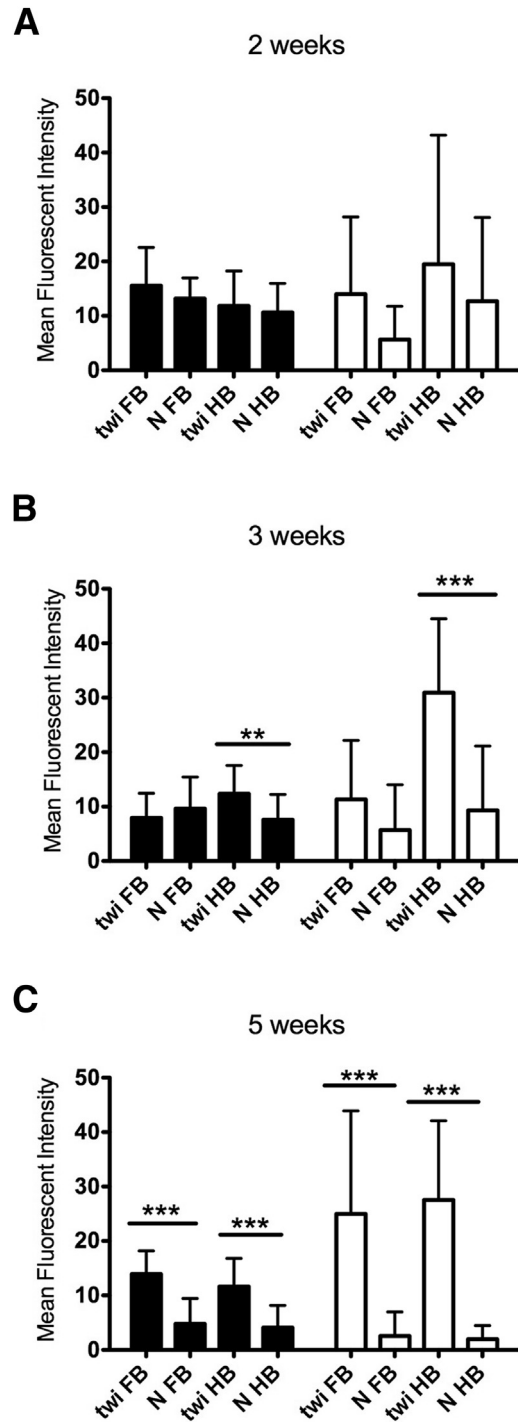 A
2 weeks
Mean Fluorescent Intensity
50
40
30
20
10
0
twi FB
N FB
twi HB
N HB
twi FB
N FB
twi HB
N HB
B
3 weeks
Mean Fluorescent Intensity
50
40
30
20
10
0
**
***
twi FB
N FB
twi HB
N HB
twi FB
N FB
twi HB
N HB
C
5 weeks
Mean Fluorescent Intensity
50
40
30
20
10
0
***
***
***
***
twi FB
N FB
twi HB
N HB
twi FB
N FB
twi HB
N HB